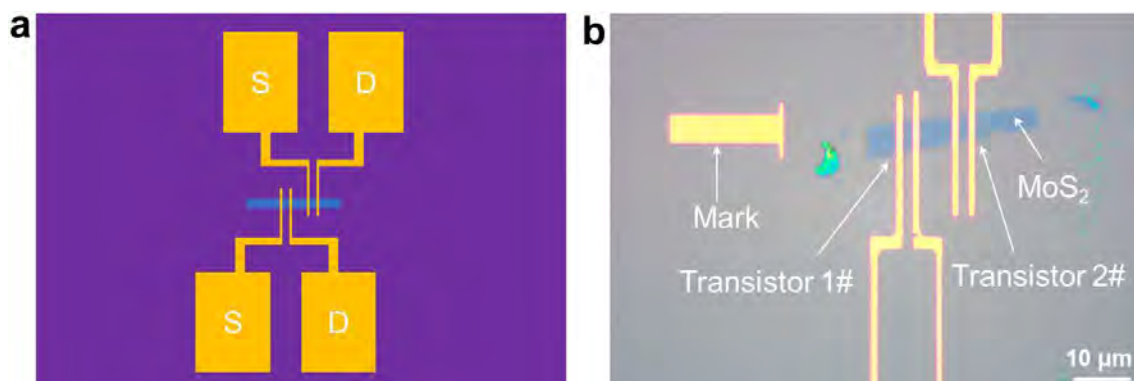 a
S D
S D
b
Mark
MoS₂
Transistor 1#
Transistor 2#
10 μm